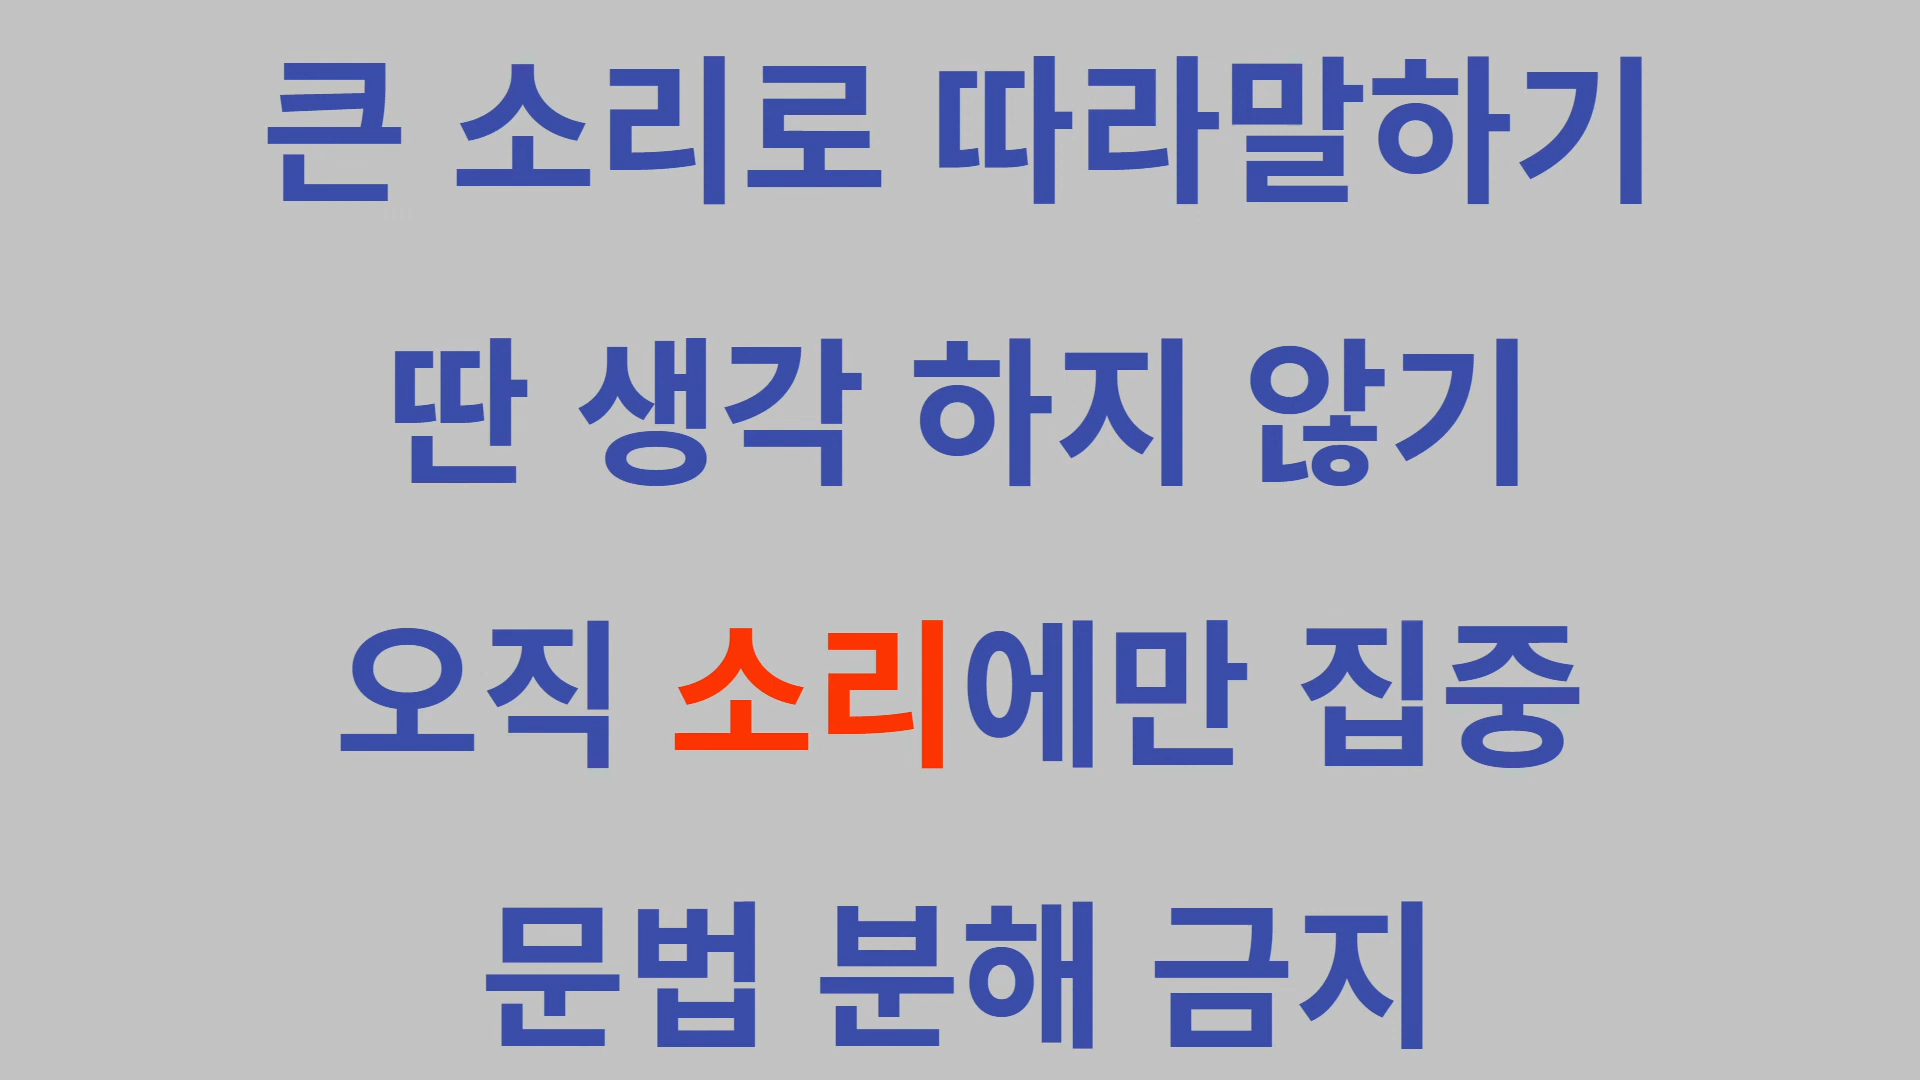 큰 소리로 따라말하기
딴 생각 하지 않기
오직 소리에만 집중
문법 분해 금지